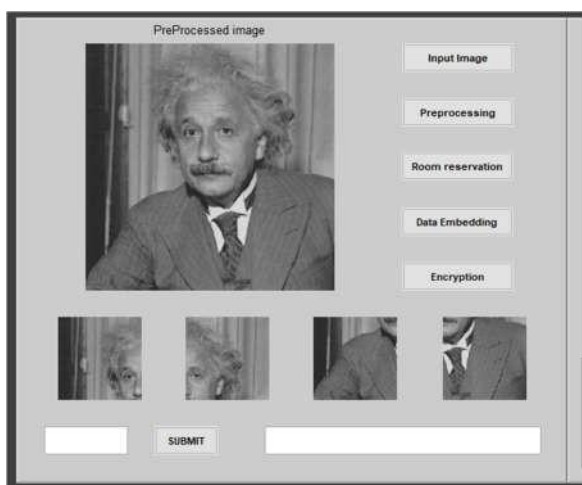 PreProcessed image
Input Image
Preprocessing
Room reservation
Data Embedding
Encryption
SUBMIT